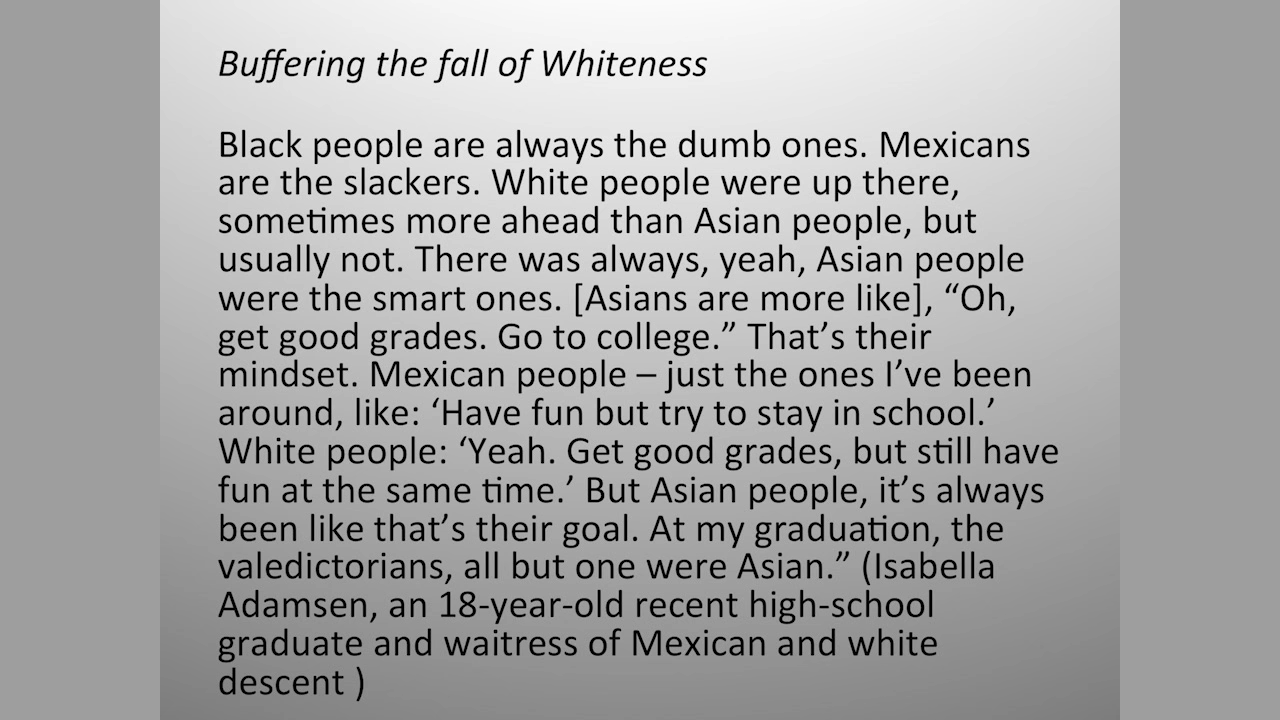 Buffering the fall of Whiteness
Black people are always the dumb ones. Mexicans
are the slackers. White people were up there,
sometimes more ahead than Asian people, but
usually not. There was always, yeah, Asian people
were the smart ones. [Asians are more like], “Oh,
get good grades. Go to college.” That’s their
mindset. Mexican people – just the ones I’ve been
around, like: ‘Have fun but try to stay in school.’
White people: ‘Yeah. Get good grades, but still have
fun at the same time.’ But Asian people, it’s always
been like that’s their goal. At my graduation, the
valedictorians, all but one were Asian.” (Isabella
Adamsen, an 18-year-old recent high-school
graduate and waitress of Mexican and white
descent )